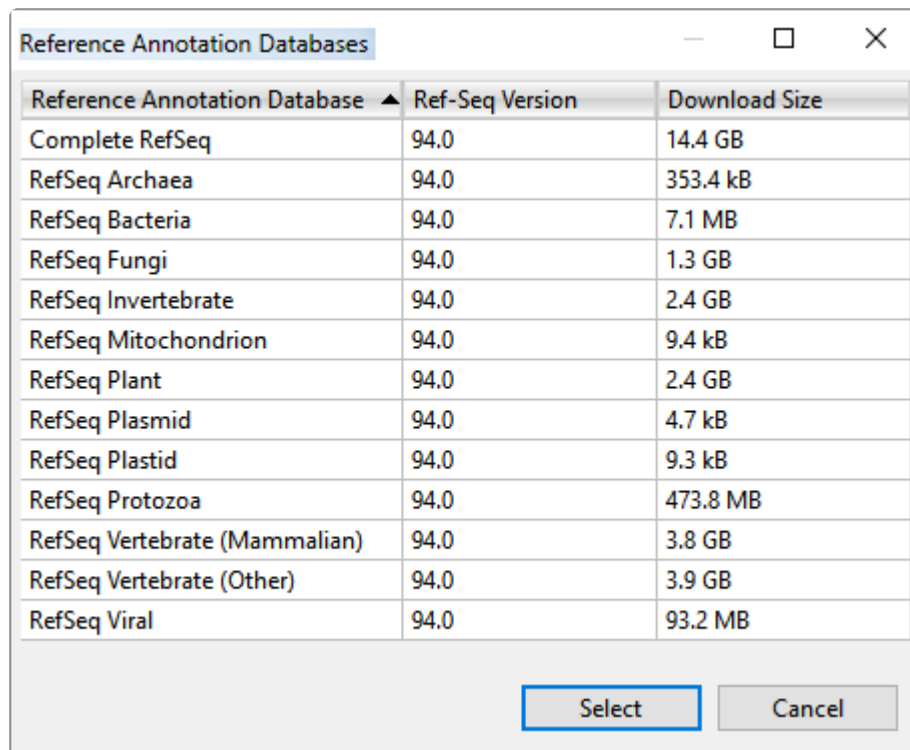 Reference Annotation Databases
Reference Annotation Database Ref-Seq Version Download Size
Complete RefSeq 94.0 14.4 GB
RefSeq Archaea 94.0 353.4 kB
RefSeq Bacteria 94.0 7.1 MB
RefSeq Fungi 94.0 1.3 GB
RefSeq Invertebrate 94.0 2.4 GB
RefSeq Mitochondrion 94.0 9.4 kB
RefSeq Plant 94.0 2.4 GB
RefSeq Plasmid 94.0 4.7 kB
RefSeq Plastid 94.0 9.3 kB
RefSeq Protozoa 94.0 473.8 MB
RefSeq Vertebrate (Mammalian) 94.0 3.8 GB
RefSeq Vertebrate (Other) 94.0 3.9 GB
RefSeq Viral 94.0 93.2 MB
Select Cancel